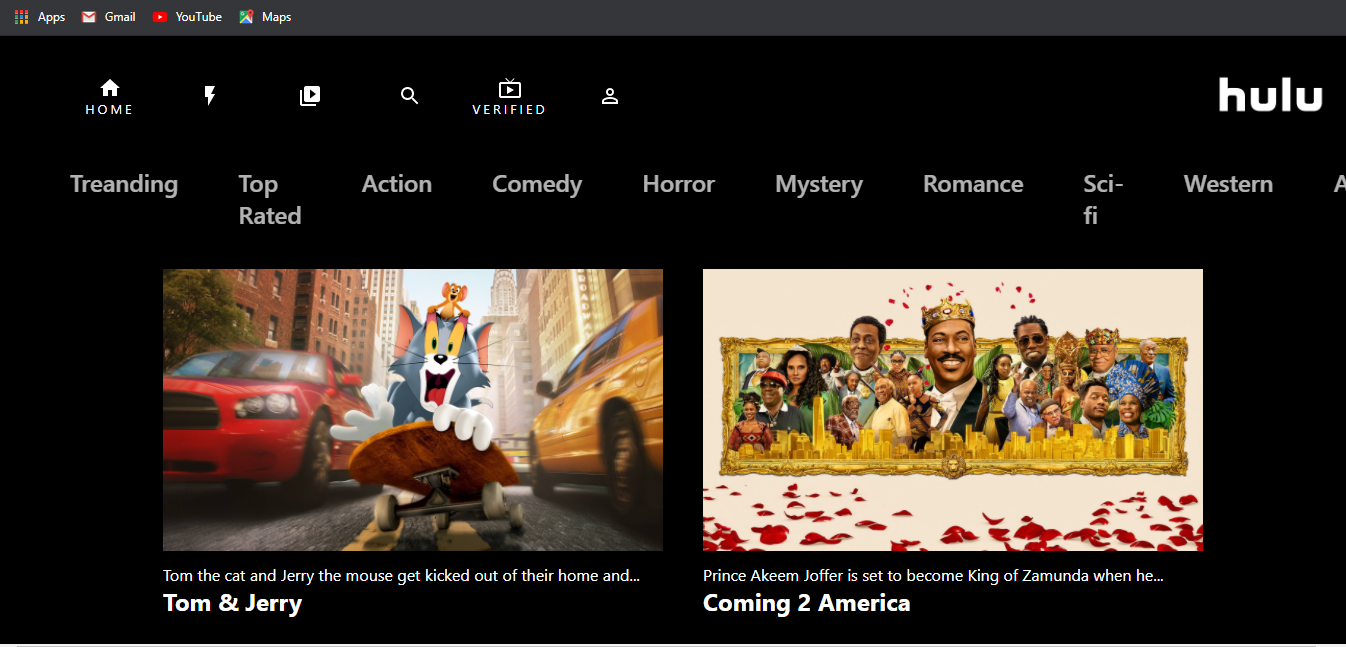 Apps Gmail YouTube Maps
HOME VERIFIED hulu
Treanding Top Rated Action Comedy Horror Mystery Romance Sci-fi Western A
Tom the cat and Jerry the mouse get kicked out of their home and...
Tom & Jerry
Prince Akeem Joffer is set to become King of Zamunda when he...
Coming 2 America